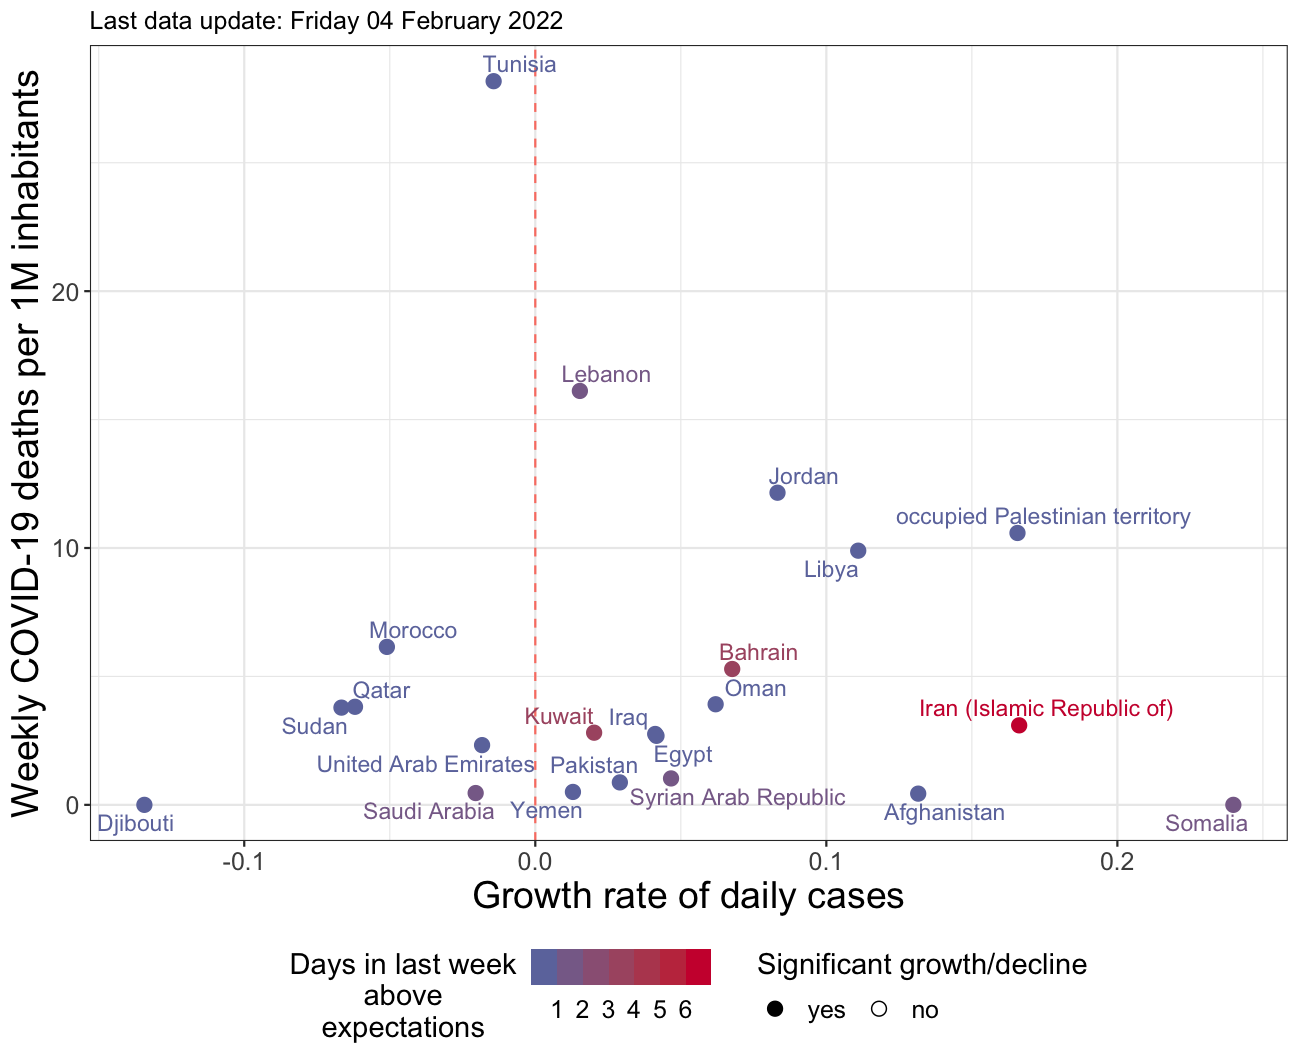 Last data update: Friday 04 February 2022
Weekly COVID-19 deaths per 1M inhabitants
20
10
0
Tunisia
Lebanon
Jordan
occupied Palestinian territory
Libya
Morocco
Bahrain
Qatar
Oman
Sudan
Kuwait
Iraq
Iran (Islamic Republic of)
Egypt
United Arab Emirates
Pakistan
Syrian Arab Republic
Saudi Arabia
Yemen
Afghanistan
Djibouti
Somalia
-0.1
0.0
0.1
0.2
Growth rate of daily cases
Days in last week
above
expectations
1 2 3 4 5 6
Significant growth/decline
yes
no